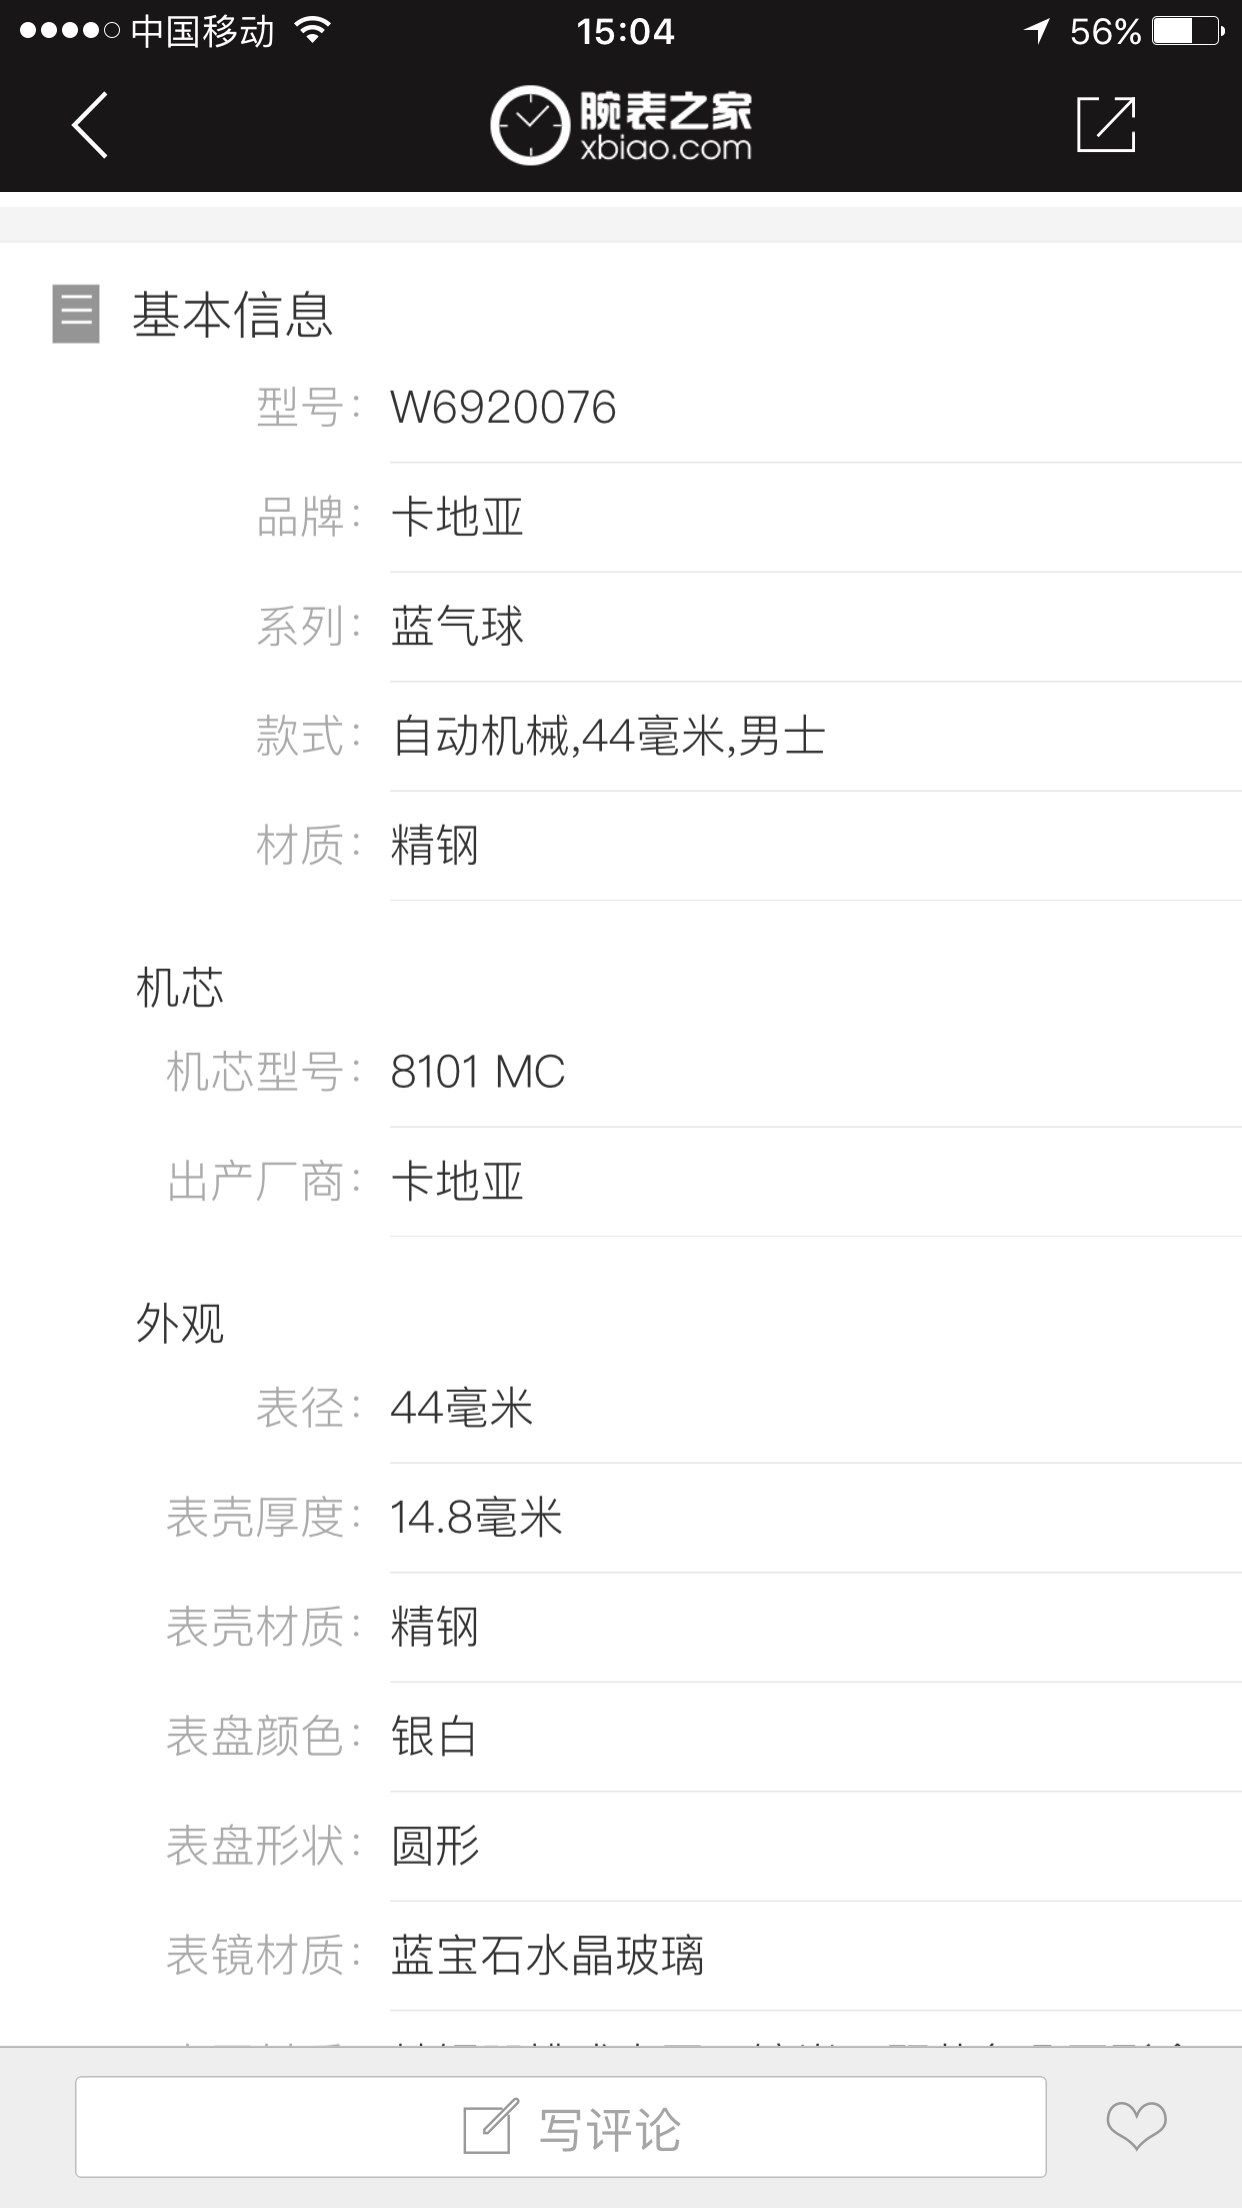 中国移动 15:04 56%
腕表之家
xbiao.com
基本信息
型号: W6920076
品牌: 卡地亚
系列: 蓝气球
款式: 自动机械,44毫米,男士
材质: 精钢
机芯
机芯型号: 8101 MC
出产厂商: 卡地亚
外观
表径: 44毫米
表壳厚度: 14.8毫米
表壳材质: 精钢
表盘颜色: 银白
表盘形状: 圆形
表镜材质: 蓝宝石水晶玻璃
写评论